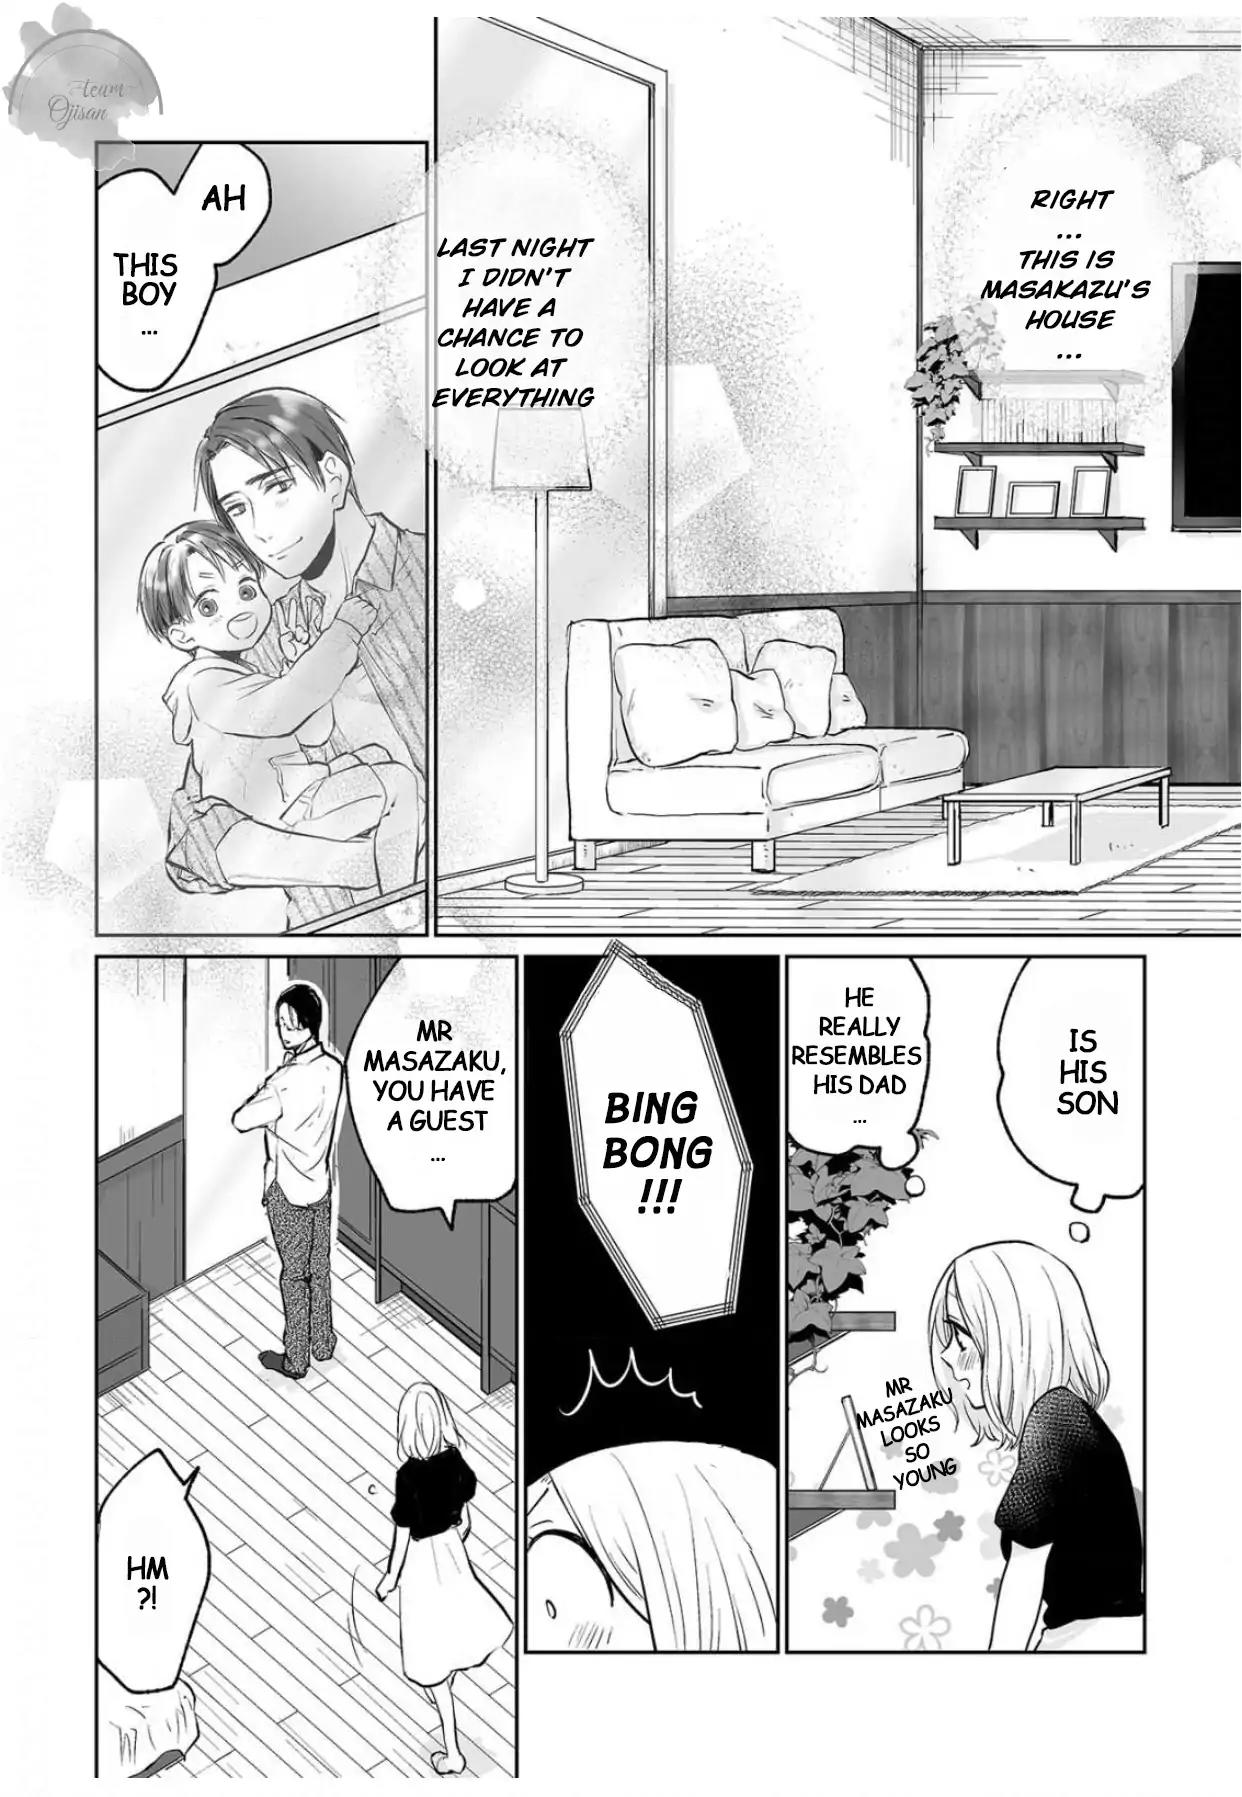 team
Ojisan
RIGHT
...
THIS IS
MASAKAZU'S
HOUSE
...
LAST NIGHT
I DIDN'T
HAVE A
CHANCE TO
LOOK AT
EVERYTHING
AH
THIS
BOY
...
IS
HIS
SON
HE
REALLY
RESEMBLES
HIS DAD
...
MR
MASAZAKU
LOOKS
SO
YOUNG
BING
BONG
!!!
MR
MASAZAKU,
YOU HAVE
A GUEST
...
HM
?!